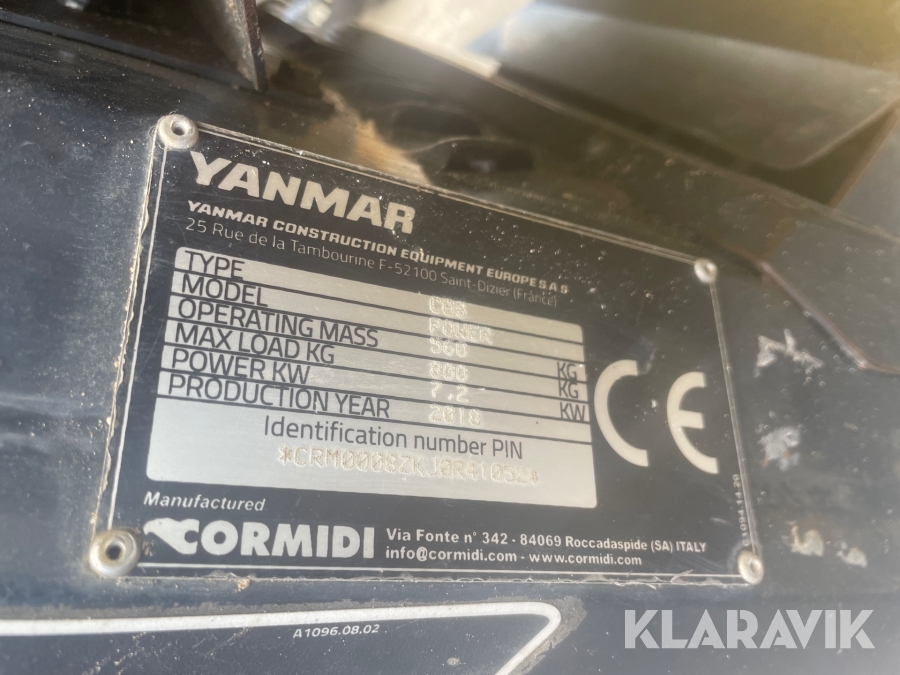 YANMAR
YANMAR CONSTRUCTION EQUIPMENT EUROPE S A S
25 Rue de la Tambourine F-52100 Saint-Dizier (France)
TYPE C08
MODEL POWER
OPERATING MASS 560 KG
MAX LOAD KG 800 KG
POWER KW 7.2 KW
PRODUCTION YEAR 2018
Identification number PIN
CE
Manufactured
CORMIDI
Via Fonte n° 342 - 84069 Roccadaspide (SA) ITALY
info@cormidi.com - www.cormidi.com
A1096.08.02
KLARAVIK